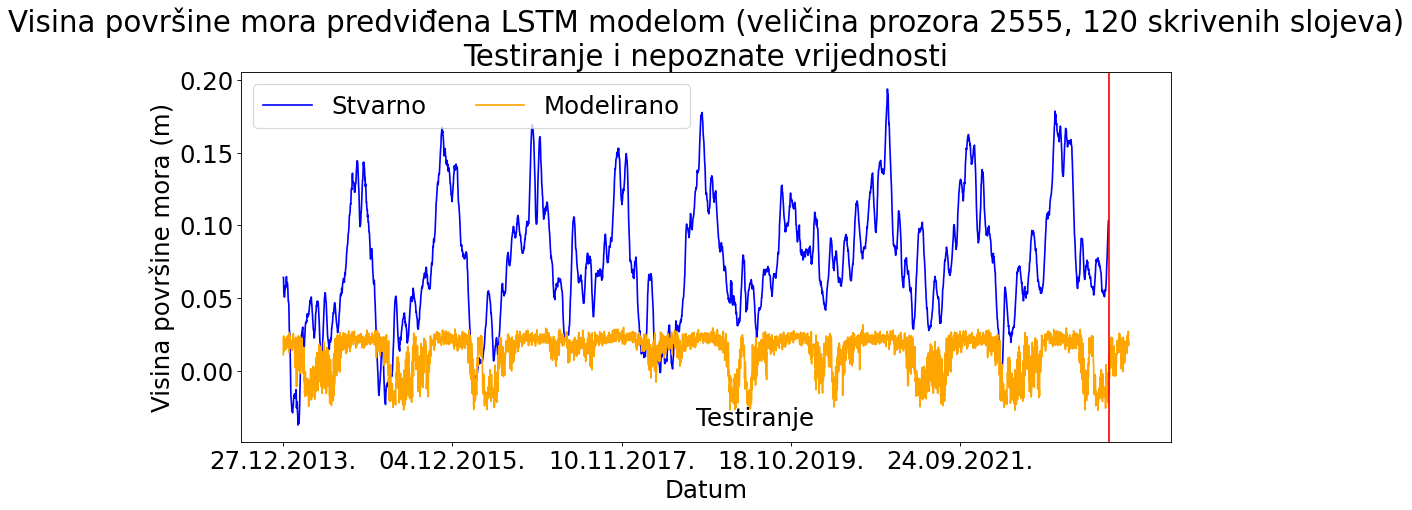 Visina površine mora predviđena LSTM modelom (veličina prozora 2555, 120 skrivenih slojeva)
Testiranje i nepoznate vrijednosti
Stvarno
Modelirano
Visina površine mora (m)
0.20
0.15
0.10
0.05
0.00
Testiranje
27.12.2013.
04.12.2015.
10.11.2017.
18.10.2019.
24.09.2021.
Datum